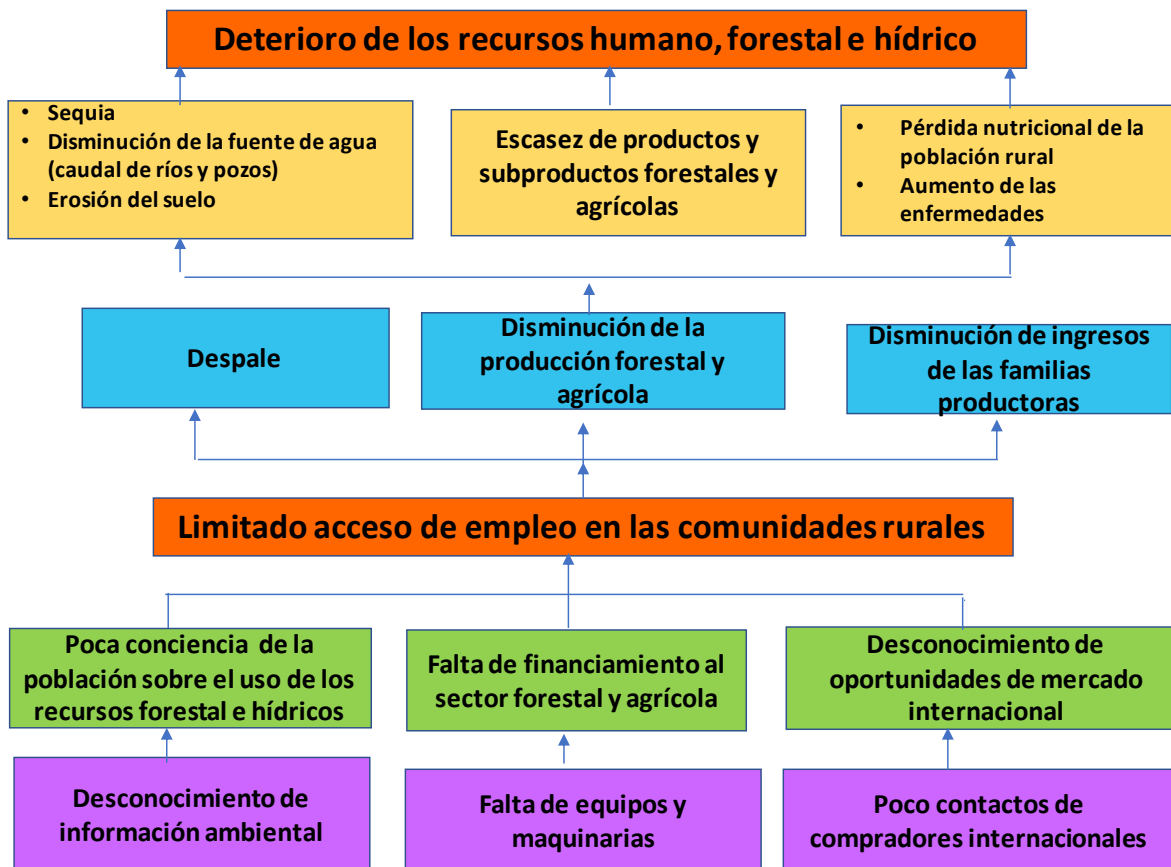 Deterioro de los recursos humano, forestal e hídrico
• Sequia
• Disminución de la fuente de agua
(caudal de ríos y pozos)
• Erosión del suelo
Escasez de productos y
subproductos forestales y
agrícolas
• Pérdida nutricional de la
población rural
• Aumento de las
enfermedades
Despale
Disminución de la
producción forestal y
agrícola
Disminución de ingresos
de las familias
productoras
Limitado acceso de empleo en las comunidades rurales
Poca conciencia de la
población sobre el uso de los
recursos forestal e hídricos
Falta de financiamiento al
sector forestal y agrícola
Desconocimiento de
oportunidades de mercado
internacional
Desconocimiento de
información ambiental
Falta de equipos y
maquinarias
Poco contactos de
compradores internacionales